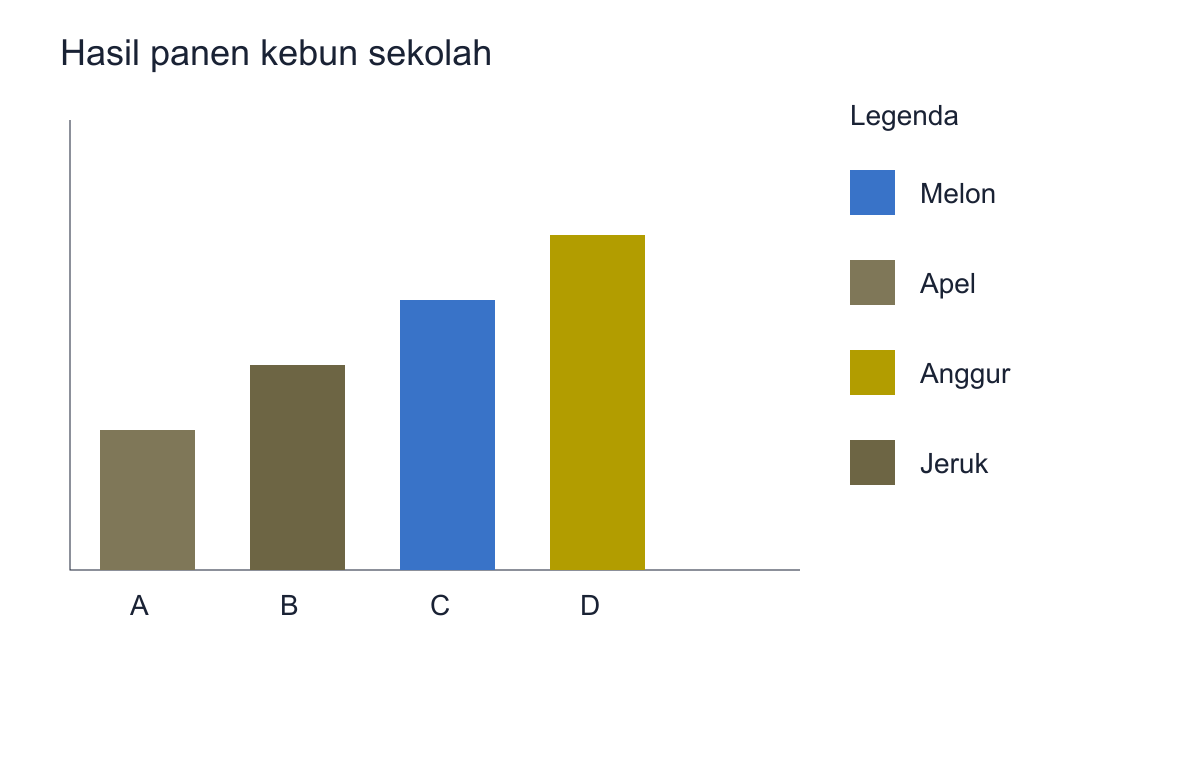 Hasil panen kebun sekolah
Legenda
Melon
Apel
Anggur
Jeruk
A
B
C
D